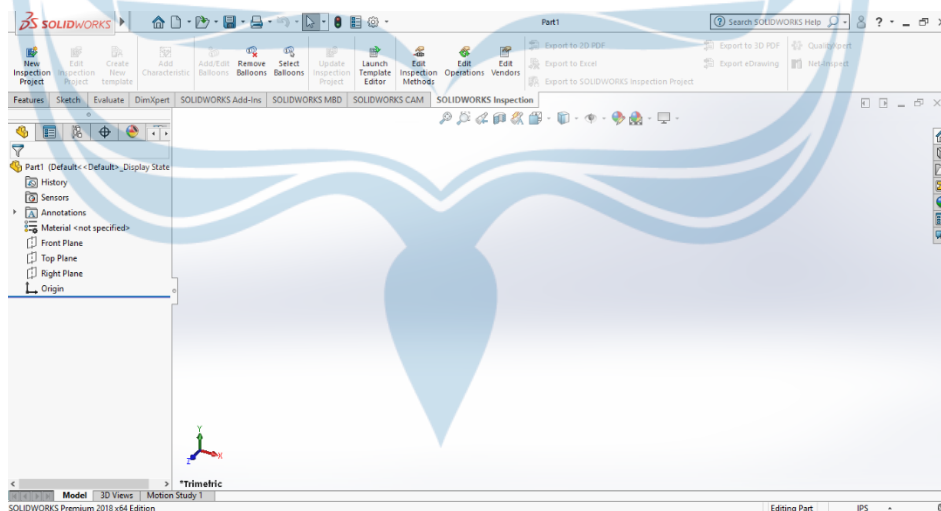 DS SOLIDWORKS
Part1
Search SOLIDWORKS Help
?
New Inspection Project
Edit Inspection Project
Create New template
Add Characteristic
Add/Edit Balloons
Remove Balloons
Select Balloons
Update Inspection Project
Launch Template Editor
Edit Inspection Methods
Edit Operations
Edit Vendors
Export to 2D PDF
Export to Excel
Export to SOLIDWORKS Inspection Project
Export to 3D PDF
Export eDrawing
QualityXpert
Net-Inspect
Features Sketch Evaluate DimXpert SOLIDWORKS Add-Ins SOLIDWORKS MBD SOLIDWORKS CAM SOLIDWORKS Inspection
Part1 (Default<<Default>_Display State
History
Sensors
Annotations
Material <not specified>
Front Plane
Top Plane
Right Plane
Origin
Y
X
Z
*Trimetric
Model 3D Views Motion Study 1
SOLIDWORKS Premium 2018 x64 Edition
Editing Part IPS